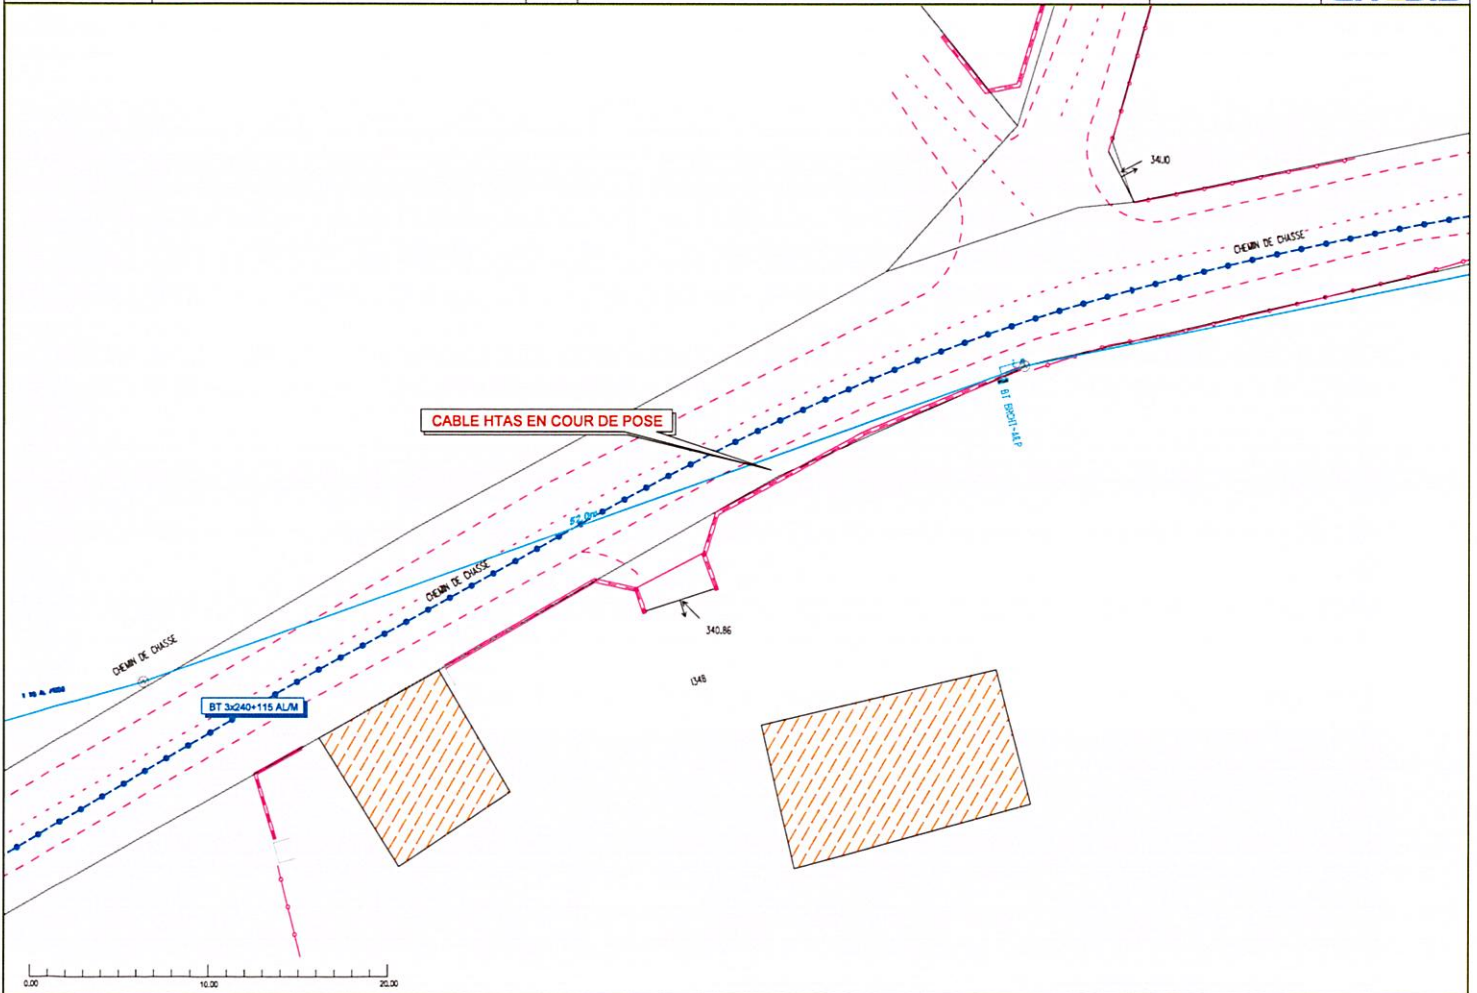 34U0
CHEMIN DE CHASSE
CABLE HTAS EN COUR DE POSE
CHEMIN DE CHASSE
CHEMIN DE CHASSE
340.86
1348
BT 3x240+115 AL/M
0.00 10.00 20.00